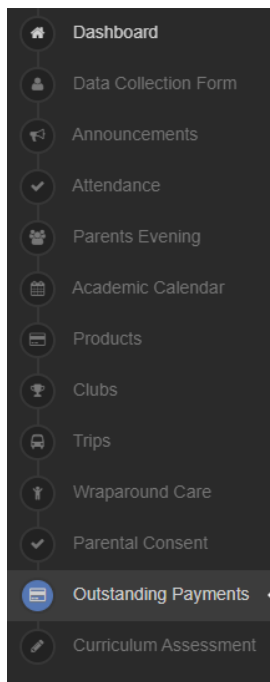 Dashboard
Data Collection Form
Announcements
Attendance
Parents Evening
Academic Calendar
Products
Clubs
Trips
Wraparound Care
Parental Consent
Outstanding Payments
Curriculum Assessment